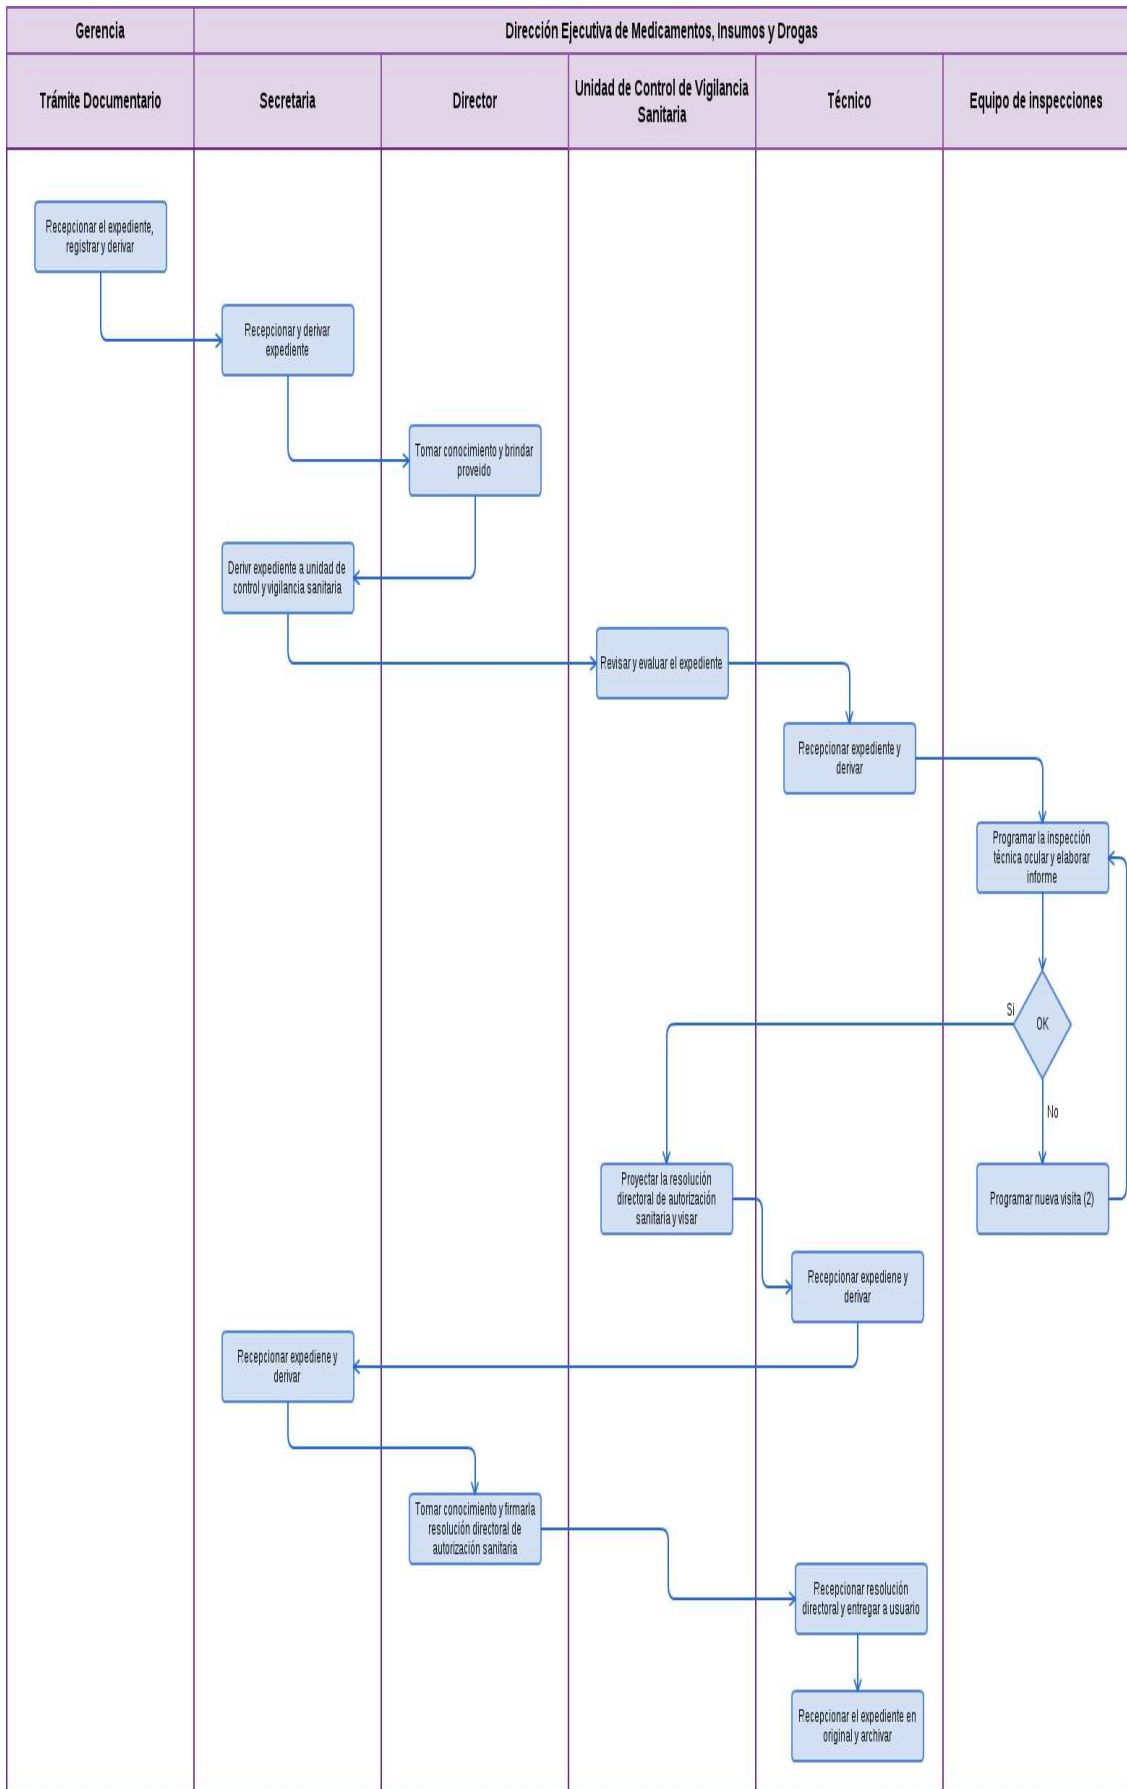 Gerencia
Dirección Ejecutiva de Medicamentos, Insumos y Drogas
Trámite Documentario
Secretaria
Director
Unidad de Control de Vigilancia
Sanitaria
Técnico
Equipo de inspecciones
Recepcionar el expediente,
registrar y derivar
Recepcionar y derivar
expediente
Tomar conocimiento y brindar
proveido
Derivr expediente a unidad de
control y vigilancia sanitaria
Revisar y evaluar el expediente
Recepcionar expediente y
derivar
Programar la inspección
técnica ocular y elaborar
informe
Si
OK
No
Proyectar la resolución
directoral de autorización
sanitaria y visar
Programar nueva visita (2)
Recepcionar expediene y
derivar
Recepcionar expediene y
derivar
Tomar conocimiento y firmarla
resolución directoral de
autorización sanitaria
Recepcionar resolución
directoral y entregar a usuario
Recepcionar el expediente en
original y archivar